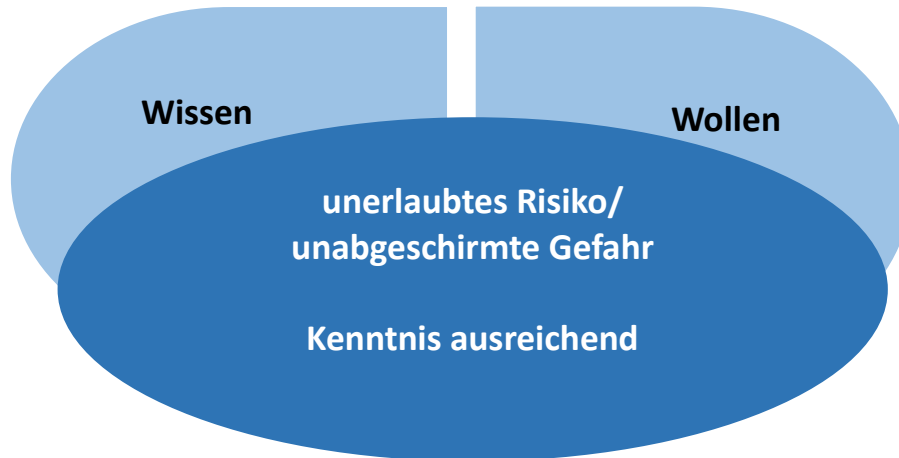 Wissen
Wollen
unerlaubtes Risiko/
unabgeschirmte Gefahr
Kenntnis ausreichend